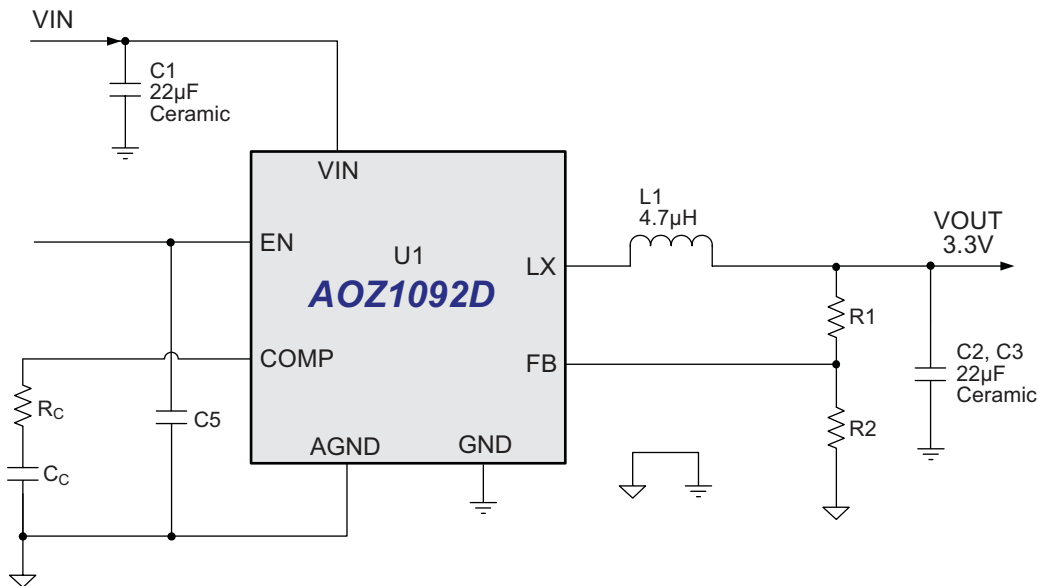 VIN
C1
22µF
Ceramic
VIN
L1
4.7µH
VOUT
3.3V
EN
U1
LX
AOZ1092D
R1
COMP
FB
C2, C3
22µF
Ceramic
RC
C5
R2
AGND
GND
CC